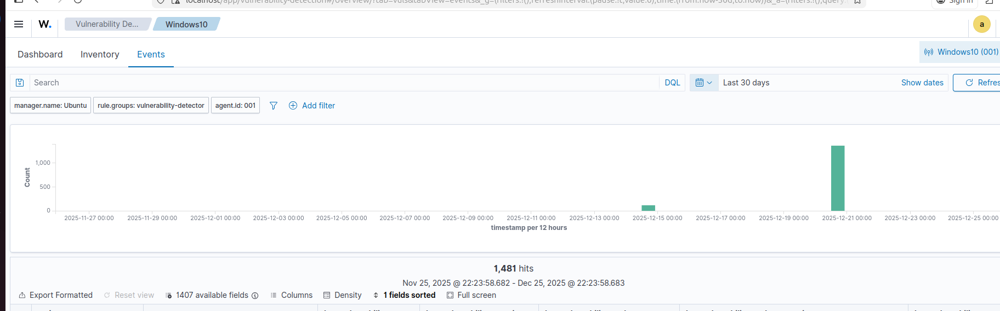 localhost/app/vulnerability-detection#/overview/?tab=vuls&tabView=events&_g=(filters:!(),refreshInterval:(pause:!t,value:0),time:(from:now-30d,to:now))&_a=(filters:!(),query:
Sign in
W. Vulnerability De... Windows10 a
Dashboard Inventory Events Windows10 (001)
Search DQL Last 30 days Show dates Refres
manager.name: Ubuntu rule.groups: vulnerability-detector agent.id: 001 Add filter
Count
1,000
500
0
2025-11-27 00:00 2025-11-29 00:00 2025-12-01 00:00 2025-12-03 00:00 2025-12-05 00:00 2025-12-07 00:00 2025-12-09 00:00 2025-12-11 00:00 2025-12-13 00:00 2025-12-15 00:00 2025-12-17 00:00 2025-12-19 00:00 2025-12-21 00:00 2025-12-23 00:00 2025-12-25 00:00
timestamp per 12 hours
1,481 hits
Nov 25, 2025 @ 22:23:58.682 - Dec 25, 2025 @ 22:23:58.683
Export Formatted Reset view 1407 available fields Columns Density 1 fields sorted Full screen